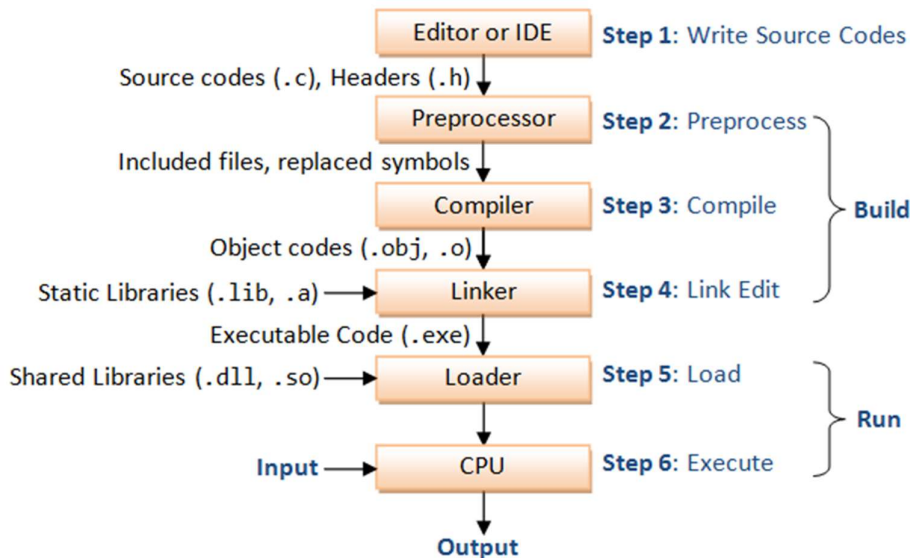 Editor or IDE
Step 1: Write Source Codes
Source codes (.c), Headers (.h)
Preprocessor
Step 2: Preprocess
Included files, replaced symbols
Compiler
Step 3: Compile
Build
Object codes (.obj, .o)
Static Libraries (.lib, .a)
Linker
Step 4: Link Edit
Executable Code (.exe)
Shared Libraries (.dll, .so)
Loader
Step 5: Load
Run
Input
CPU
Step 6: Execute
Output